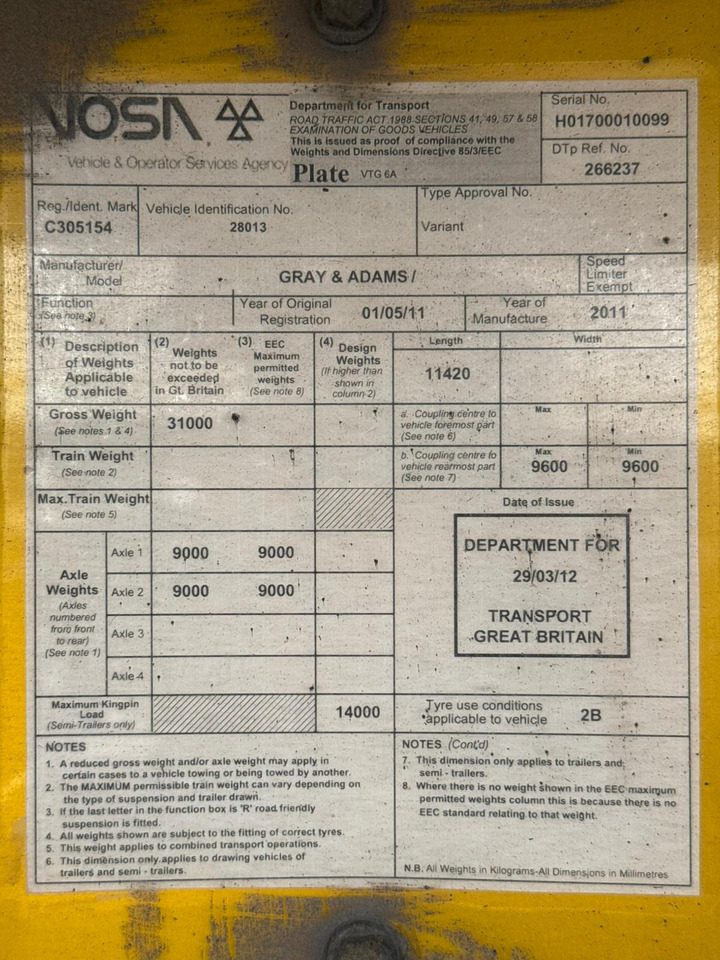 VOSA
Vehicle & Operator Services Agency
Department for Transport
ROAD TRAFFIC ACT 1988 SECTIONS 41, 49, 57 & 58
EXAMINATION OF GOODS VEHICLES
This is issued as proof of compliance with the
Weights and Dimensions Directive 85/3/EEC
Plate VTG 6A
Serial No.
H01700010099
DTp Ref. No.
266237
Reg./Ident. Mark
C305154
Vehicle Identification No.
28013
Type Approval No.
Variant
Manufacturer/
Model
GRAY & ADAMS /
Speed
Limiter
Exempt
Function
(See note 3)
Year of Original
Registration
01/05/11
Year of
Manufacture
2011
(1) Description
of Weights
Applicable
to vehicle
(2) Weights
not to be
exceeded
in Gt. Britain
(3) EEC
Maximum
permitted
weights
(See note 8)
(4) Design
Weights
(If higher than
shown in
column 2)
Length
11420
Width
Gross Weight
(See notes 1 & 4)
31000
a. Coupling centre to
vehicle foremost part
(See note 6)
Max
Min
Train Weight
(See note 2)
b. Coupling centre to
vehicle rearmost part
(See note 7)
Max
9600
Min
9600
Max.Train Weight
(See note 5)
Date of Issue
DEPARTMENT FOR
29/03/12
TRANSPORT
GREAT BRITAIN
Axle
Weights
(Axles
numbered
from front
to rear)
(See note 1)
Axle 1 9000 9000
Axle 2 9000 9000
Axle 3
Axle 4
Maximum Kingpin
Load
(Semi-Trailers only)
14000
Tyre use conditions
applicable to vehicle
2B
NOTES
1. A reduced gross weight and/or axle weight may apply in
certain cases to a vehicle towing or being towed by another.
2. The MAXIMUM permissible train weight can vary depending on
the type of suspension and trailer drawn.
3. If the last letter in the function box is 'R' road friendly
suspension is fitted.
4. All weights shown are subject to the fitting of correct tyres.
5. This weight applies to combined transport operations.
6. This dimension only applies to drawing vehicles of
trailers and semi - trailers.
NOTES (Cont'd)
7. This dimension only applies to trailers and
semi - trailers.
8. Where there is no weight shown in the EEC maximum
permitted weights column this is because there is no
EEC standard relating to that weight.
N.B. All Weights in Kilograms-All Dimensions in Millimetres